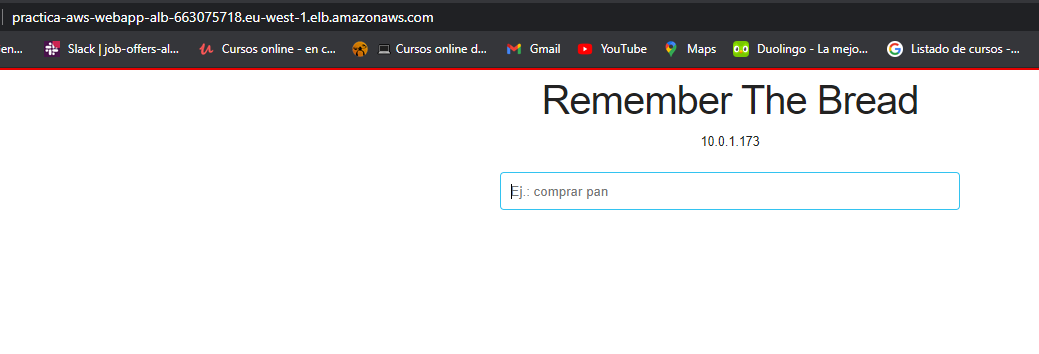 practica-aws-webapp-alb-663075718.eu-west-1.elb.amazonaws.com
en... Slack | job-offers-al... Cursos online - en c... Cursos online d... Gmail YouTube Maps Duolingo - La mejo... Listado de cursos -...
Remember The Bread
10.0.1.173
Ej.: comprar pan